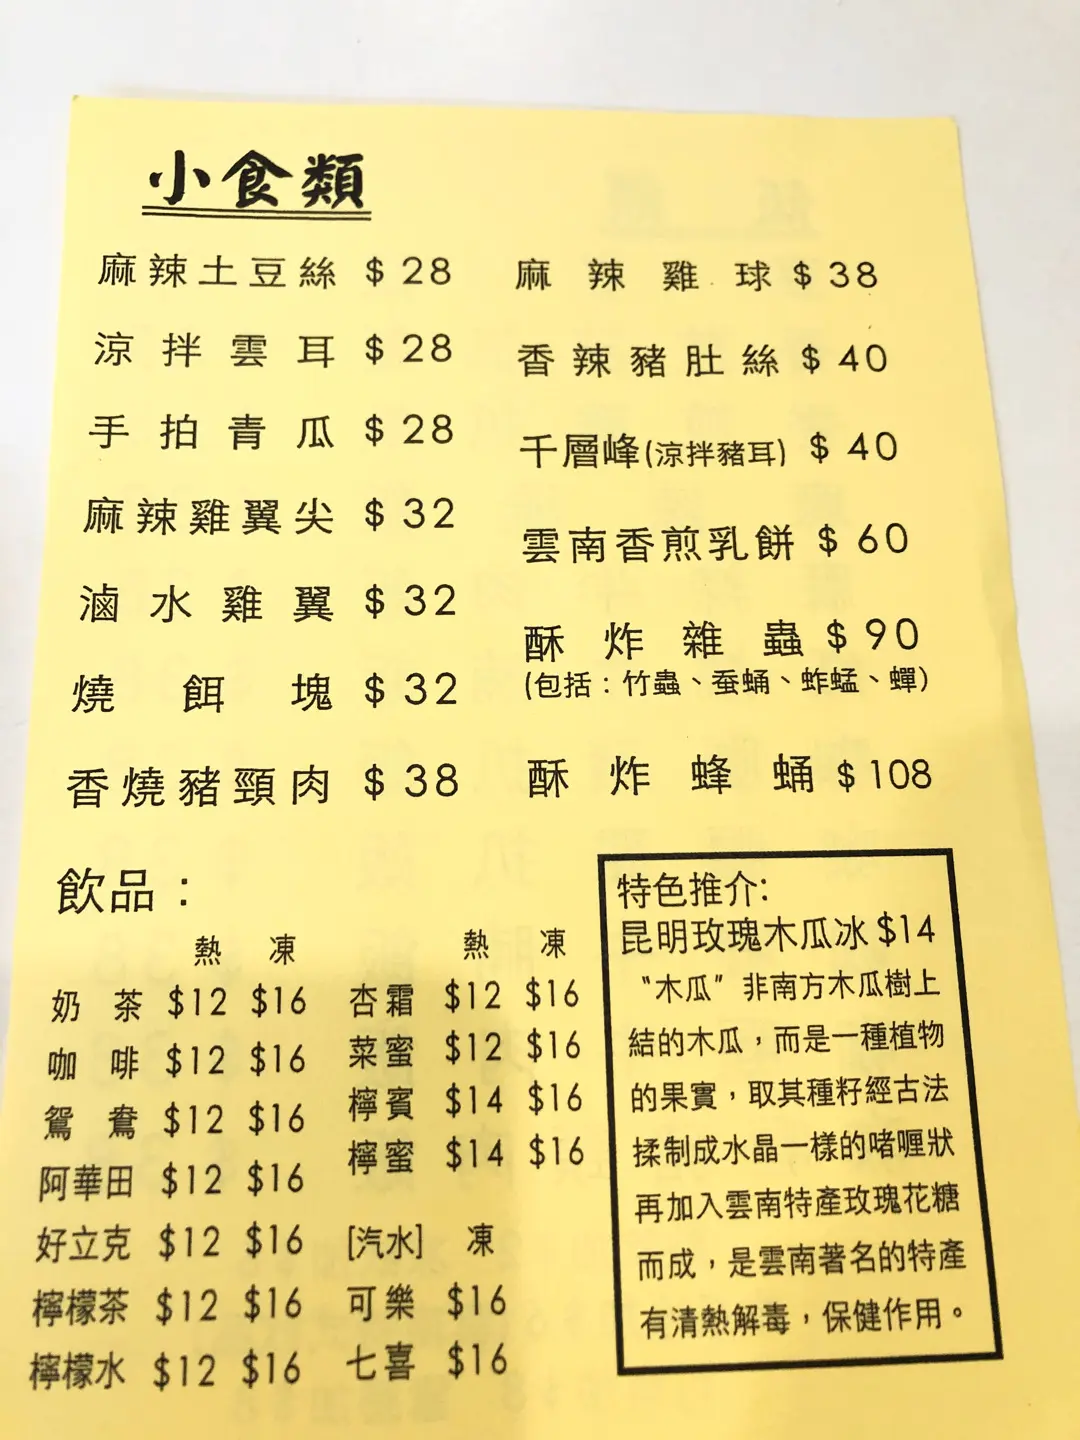 小食類
麻辣土豆絲 $28
涼拌雲耳 $28
手拍青瓜 $28
麻辣雞翼尖 $32
滷水雞翼 $32
燒餌塊 $32
香燒豬頸肉 $38
麻辣雞球 $38
香辣豬肚絲 $40
千層峰(涼拌豬耳) $40
雲南香煎乳餅 $60
酥炸雜蟲 $90
(包括：竹蟲、蚕蛹、蚱蜢、蟬)
酥炸蜂蛹 $108
飲品：
熱 凍
奶茶 $12 $16
咖啡 $12 $16
鴛鴦 $12 $16
阿華田 $12 $16
好立克 $12 $16
檸檬茶 $12 $16
檸檬水 $12 $16
熱 凍
杏霜 $12 $16
菜蜜 $12 $16
檸賓 $14 $16
檸蜜 $14 $16
[汽水] 凍
可樂 $16
七喜 $16
特色推介:
昆明玫瑰木瓜冰 $14
“木瓜”非南方木瓜樹上
結的木瓜，而是一種植物
的果實，取其種籽經古法
揉制成水晶一樣的啫喱狀
再加入雲南特產玫瑰花糖
而成，是雲南著名的特產
有清熱解毒，保健作用。